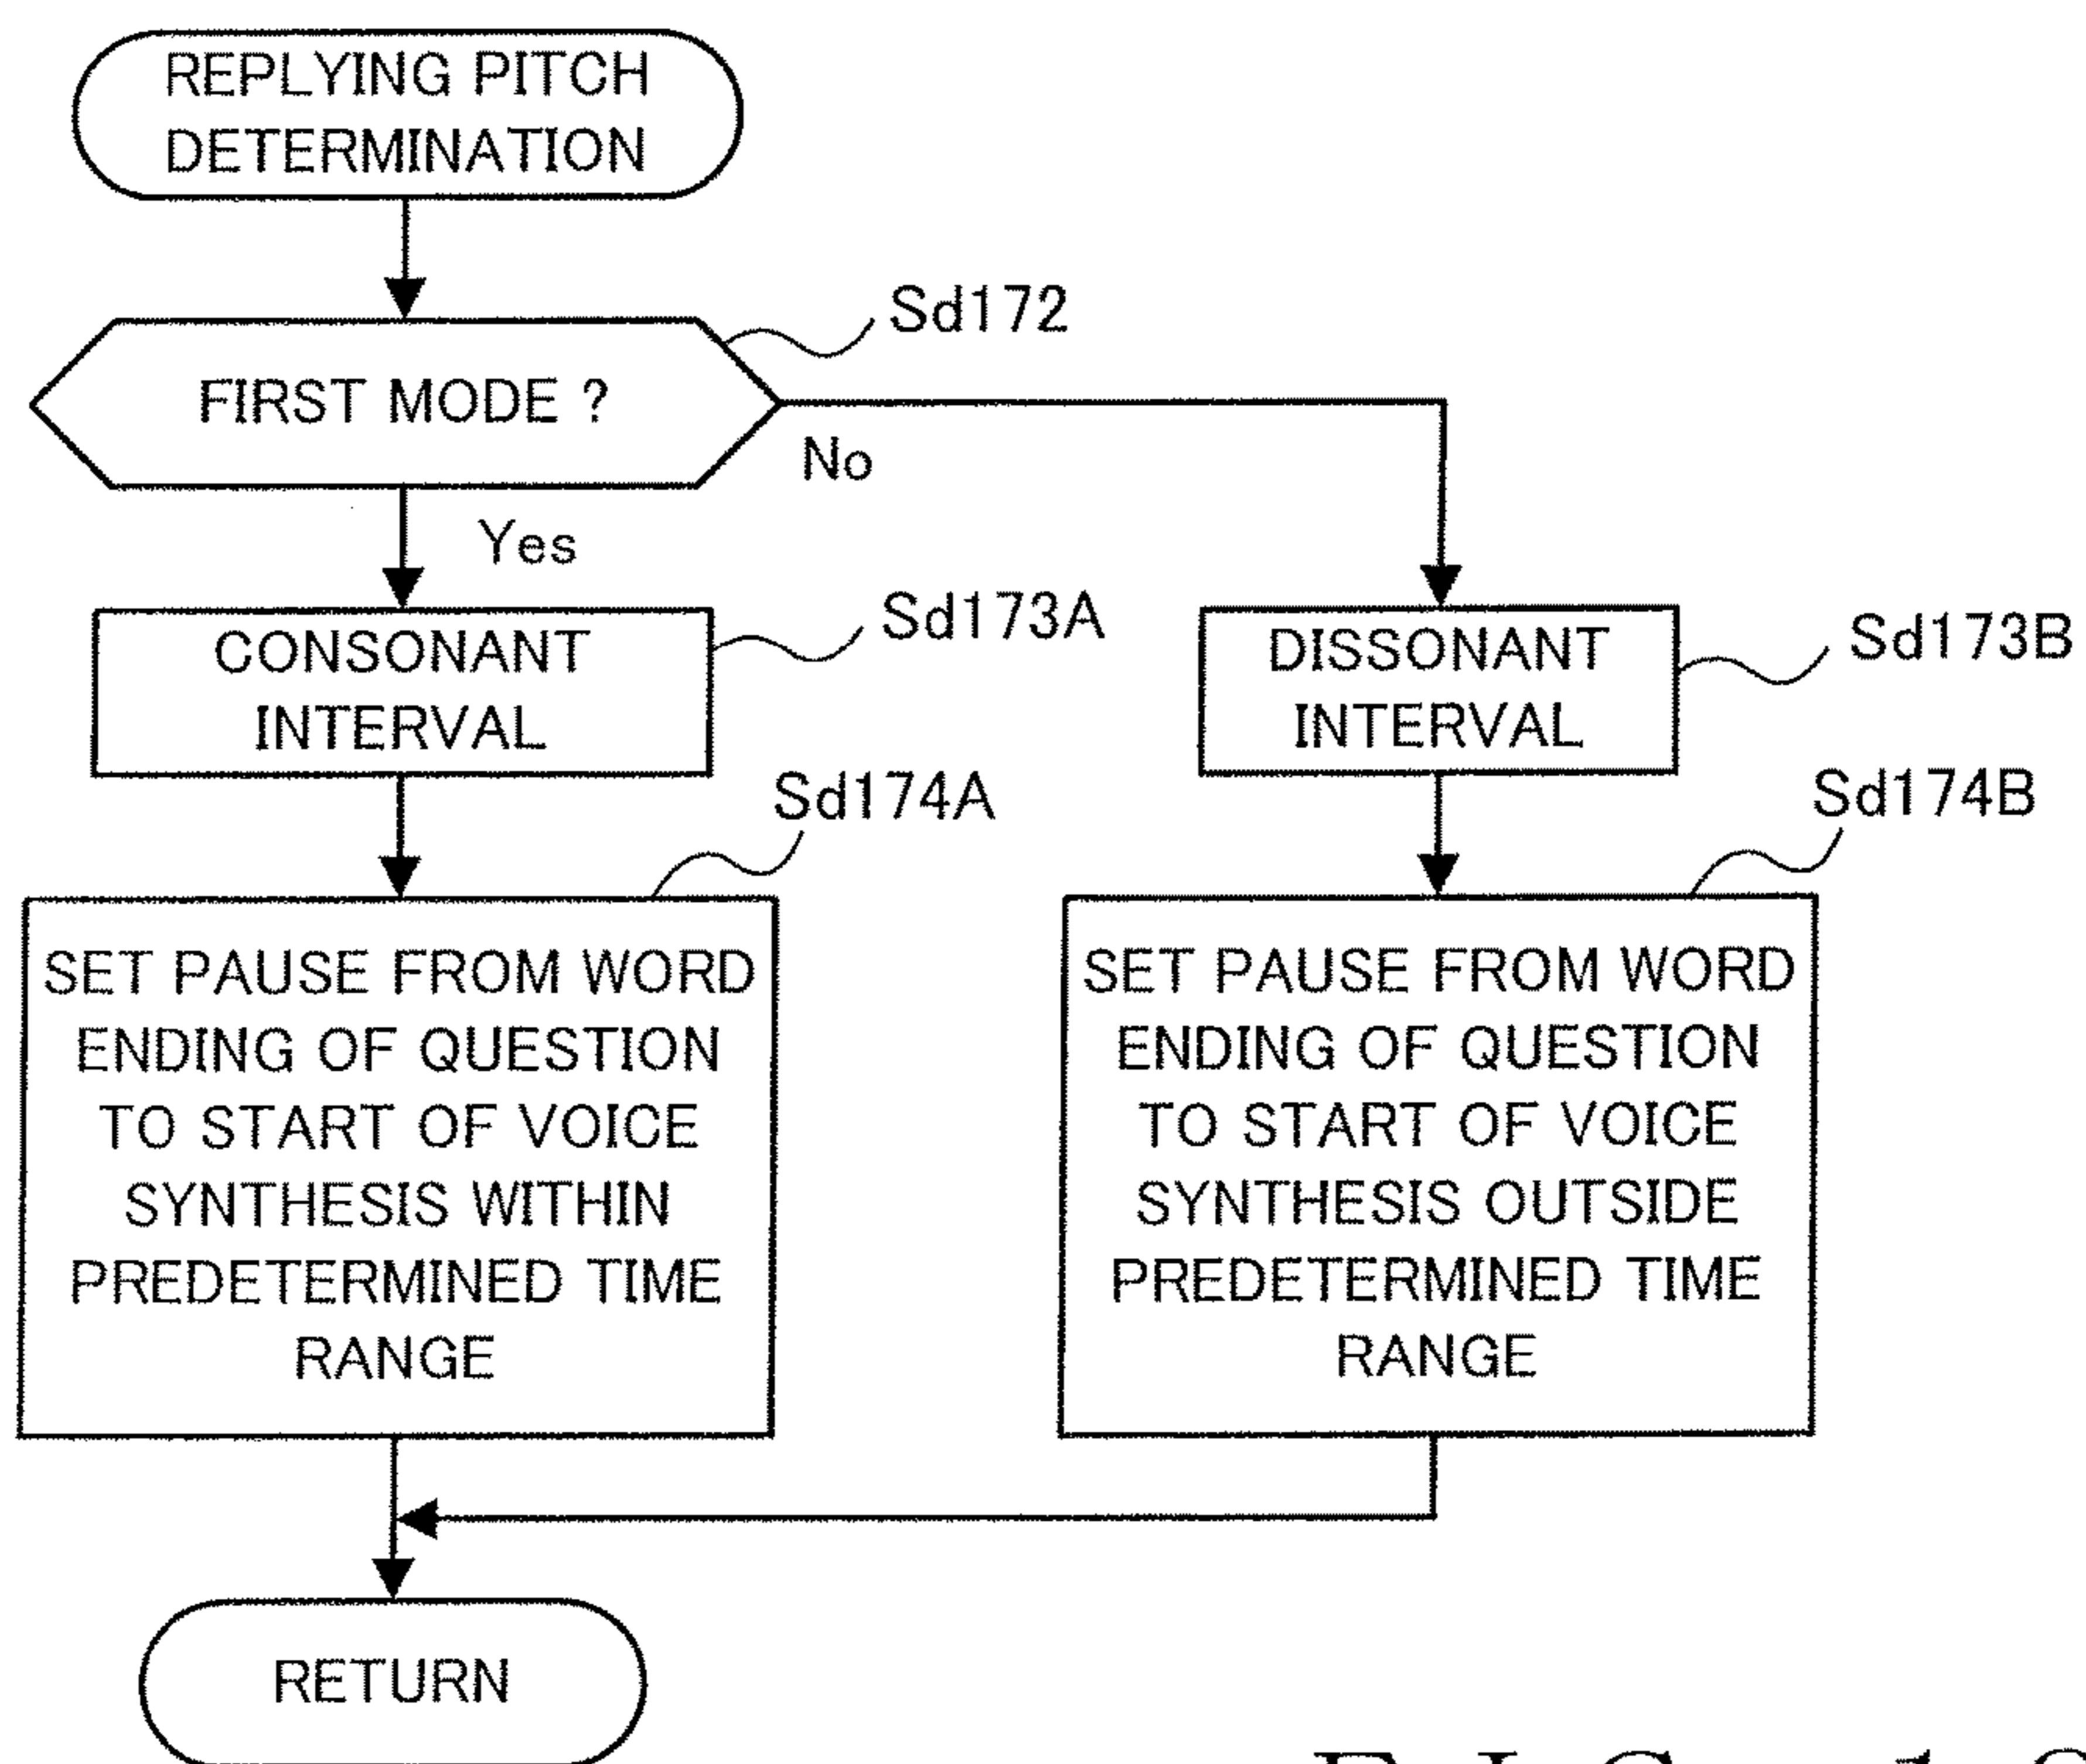 REPLYING PITCH
DETERMINATION
Sd172
FIRST MODE ?
No
Yes
Sd173A
CONSONANT
INTERVAL
Sd173B
DISSONANT
INTERVAL
Sd174A
SET PAUSE FROM WORD
ENDING OF QUESTION
TO START OF VOICE
SYNTHESIS WITHIN
PREDETERMINED TIME
RANGE
Sd174B
SET PAUSE FROM WORD
ENDING OF QUESTION
TO START OF VOICE
SYNTHESIS OUTSIDE
PREDETERMINED TIME
RANGE
RETURN